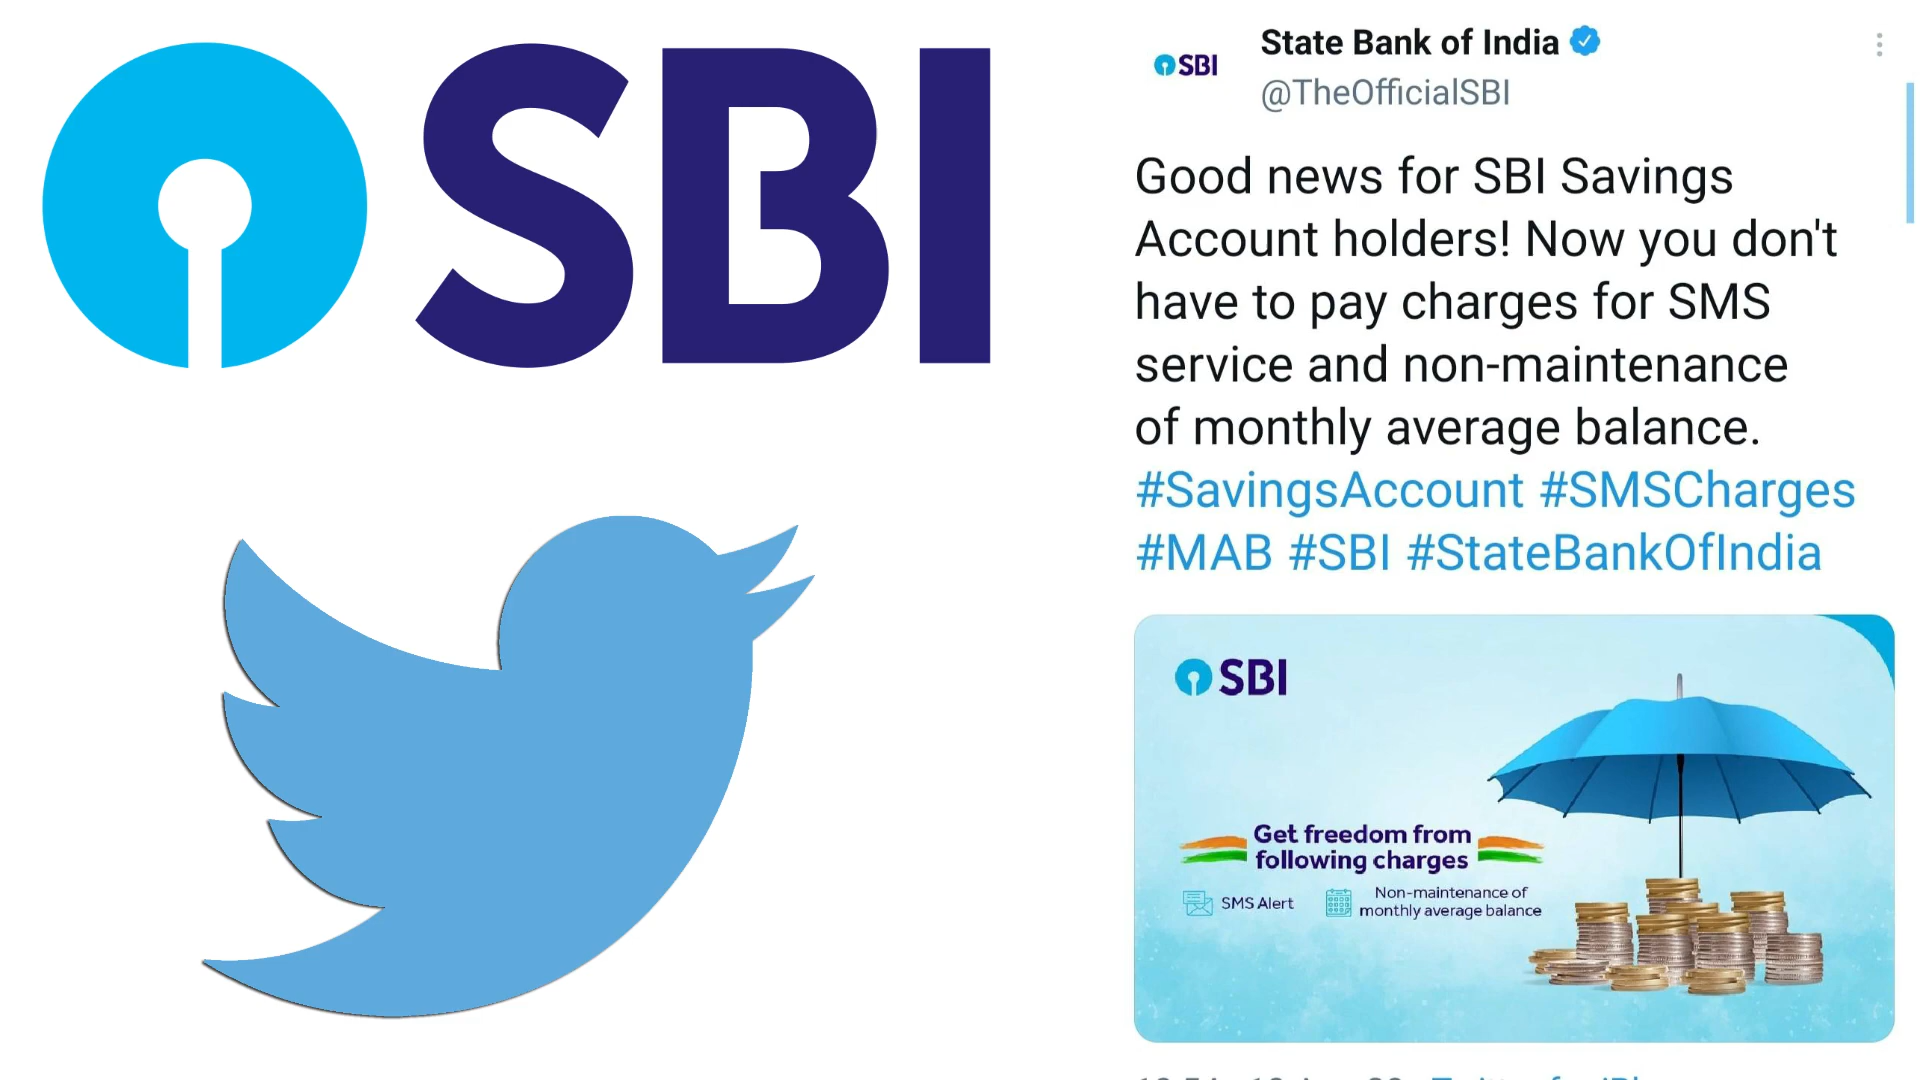 SBI
SBI
State Bank of India
@TheOfficialSBI
Good news for SBI Savings
Account holders! Now you don't
have to pay charges for SMS
service and non-maintenance
of monthly average balance.
#SavingsAccount #SMSCharges
#MAB #SBI #StateBankOfIndia
SBI
Get freedom from
following charges
SMS Alert
Non-maintenance of
monthly average balance